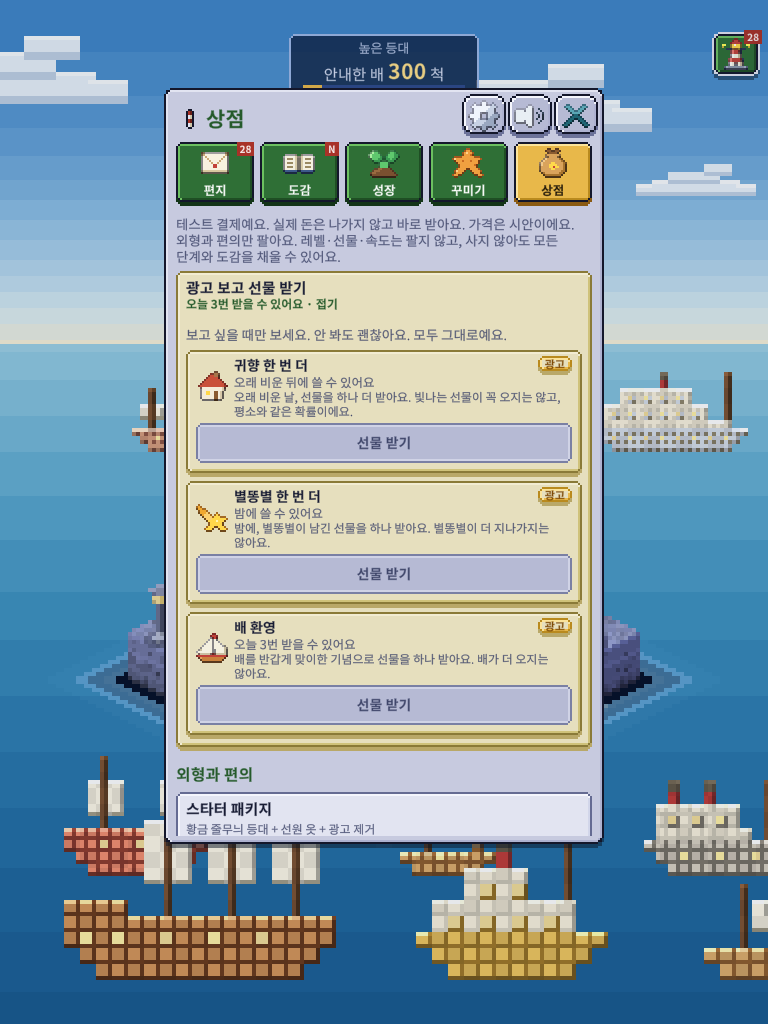 높은 등대
안내한 배 300 척
28
상점
28
편지
N
도감
성장
꾸미기
상점
테스트 결제예요. 실제 돈은 나가지 않고 바로 받아요. 가격은 시안이에요.
외형과 편의만 팔아요. 레벨·선물·속도는 팔지 않고, 사지 않아도 모든
단계와 도감을 채울 수 있어요.
광고 보고 선물 받기
오늘 3번 받을 수 있어요 · 접기
보고 싶을 때만 보세요. 안 봐도 괜찮아요. 모두 그대로예요.
귀향 한 번 더
광고
오래 비운 뒤에 쓸 수 있어요
오래 비운 날, 선물을 하나 더 받아요. 빛나는 선물이 꼭 오지는 않고,
평소와 같은 확률이에요.
선물 받기
별똥별 한 번 더
광고
밤에 쓸 수 있어요
밤에, 별똥별이 남긴 선물을 하나 받아요. 별똥별이 더 지나가지는
않아요.
선물 받기
배 환영
광고
오늘 3번 받을 수 있어요
배를 반갑게 맞이한 기념으로 선물을 하나 받아요. 배가 더 오지는
않아요.
선물 받기
외형과 편의
스타터 패키지
황금 줄무늬 등대 + 선원 옷 + 광고 제거